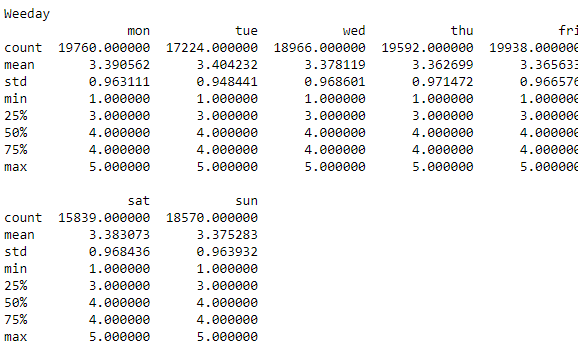 Weeday
mon tue wed thu fri
count 19760.000000 17224.000000 18966.000000 19592.000000 19938.000000
mean 3.390562 3.404232 3.378119 3.362699 3.365633
std 0.963111 0.948441 0.968601 0.971472 0.966576
min 1.000000 1.000000 1.000000 1.000000 1.000000
25% 3.000000 3.000000 3.000000 3.000000 3.000000
50% 4.000000 4.000000 4.000000 4.000000 4.000000
75% 4.000000 4.000000 4.000000 4.000000 4.000000
max 5.000000 5.000000 5.000000 5.000000 5.000000
sat sun
count 15839.000000 18570.000000
mean 3.383073 3.375283
std 0.968436 0.963932
min 1.000000 1.000000
25% 3.000000 3.000000
50% 4.000000 4.000000
75% 4.000000 4.000000
max 5.000000 5.000000